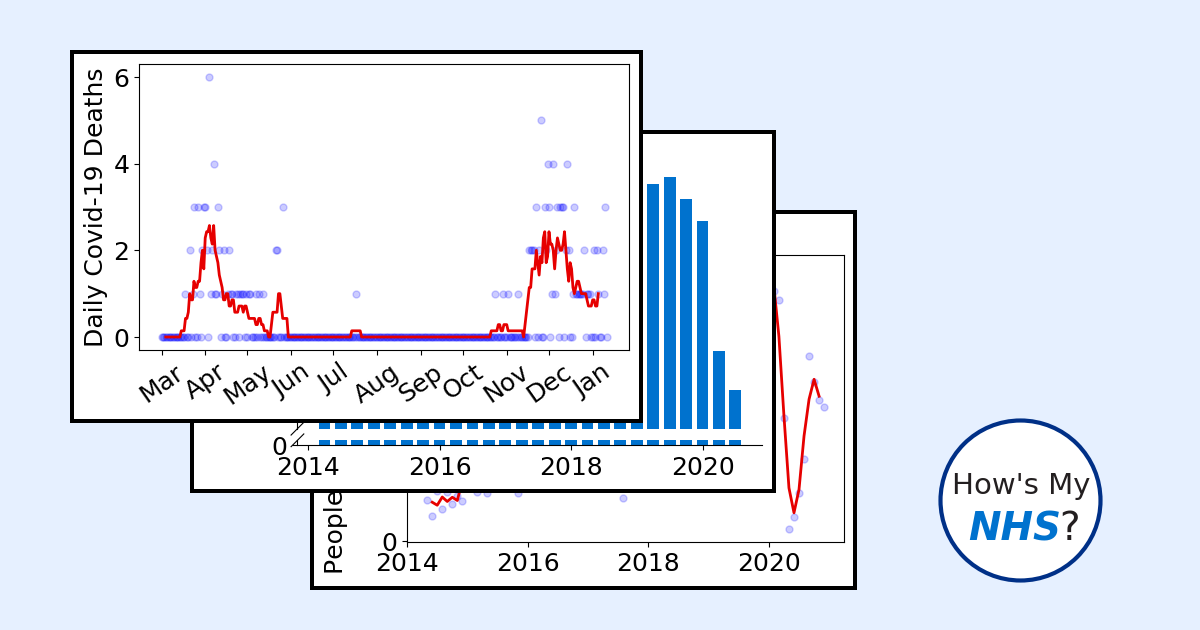 Daily Covid-19 Deaths
6
4
2
0
Mar Apr May Jun Jul Aug Sep Oct Nov Dec Jan
0
2014 2016 2018 2020
People
0
2014 2016 2018 2020
How's My
NHS?